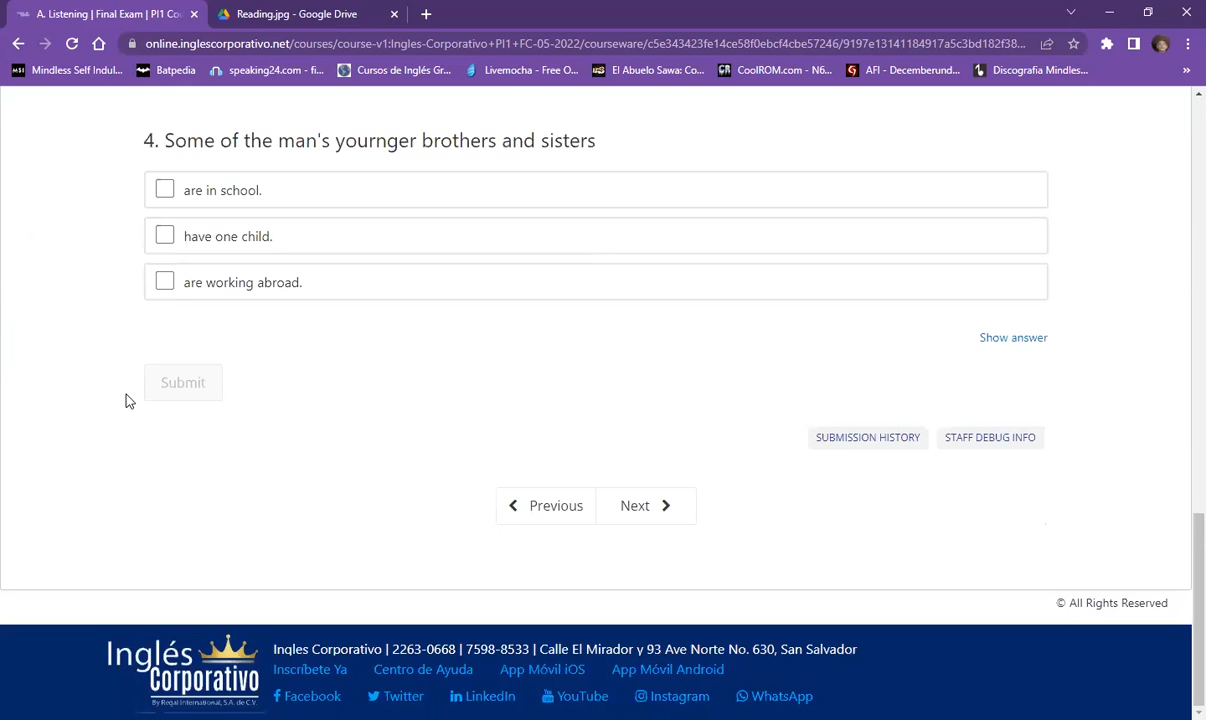 A. Listening | Final Exam | PI1 Co
Reading.jpg - Google Drive
online.inglescorporativo.net/courses/course-v1:Ingles-Corporativo+PI1+FC-05-2022/courseware/c5e343423fe14ce58f0ebcf4cbe57246/9197e13141184917a5c3bd182f38...
Mindless Self Indul... Batpedia speaking24.com - fi... Cursos de Inglés Gr... Livemocha - Free O... El Abuelo Sawa: Co... CoolROM.com - N6... AFI - Decemberund... Discografia Mindles... »
4. Some of the man's yournger brothers and sisters
are in school.
have one child.
are working abroad.
Show answer
Submit
SUBMISSION HISTORY STAFF DEBUG INFO
Previous Next
© All Rights Reserved
Inglés Corporativo
By Regal International, S.A. de C.V.
Ingles Corporativo | 2263-0668 | 7598-8533 | Calle El Mirador y 93 Ave Norte No. 630, San Salvador
Inscríbete Ya Centro de Ayuda App Móvil iOS App Móvil Android
Facebook Twitter LinkedIn YouTube Instagram WhatsApp